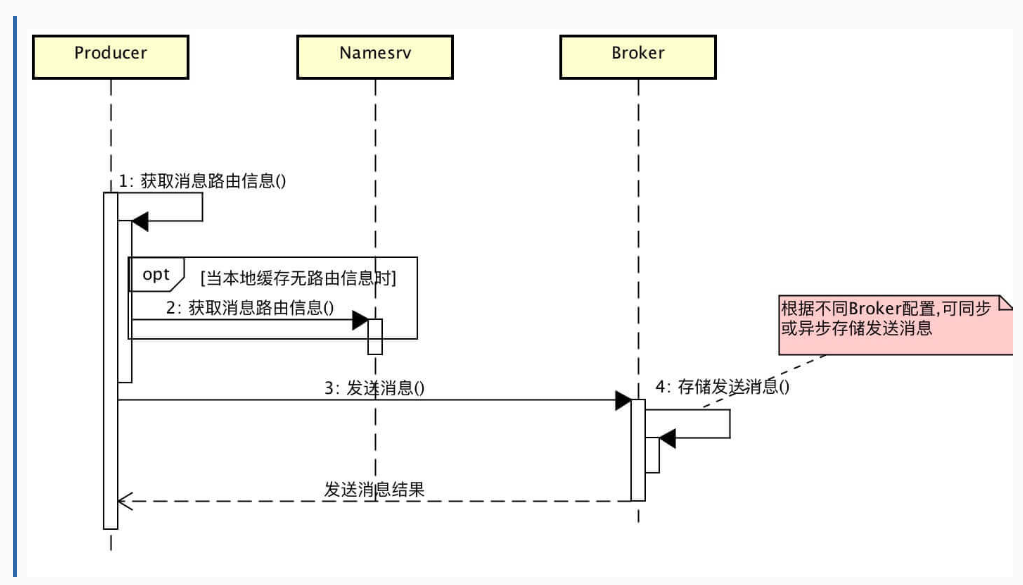 Producer
Namesrv
Broker
1: 获取消息路由信息()
opt
[当本地缓存无路由信息时]
2: 获取消息路由信息()
根据不同Broker配置,可同步
或异步存储发送消息
3: 发送消息()
4: 存储发送消息()
发送消息结果